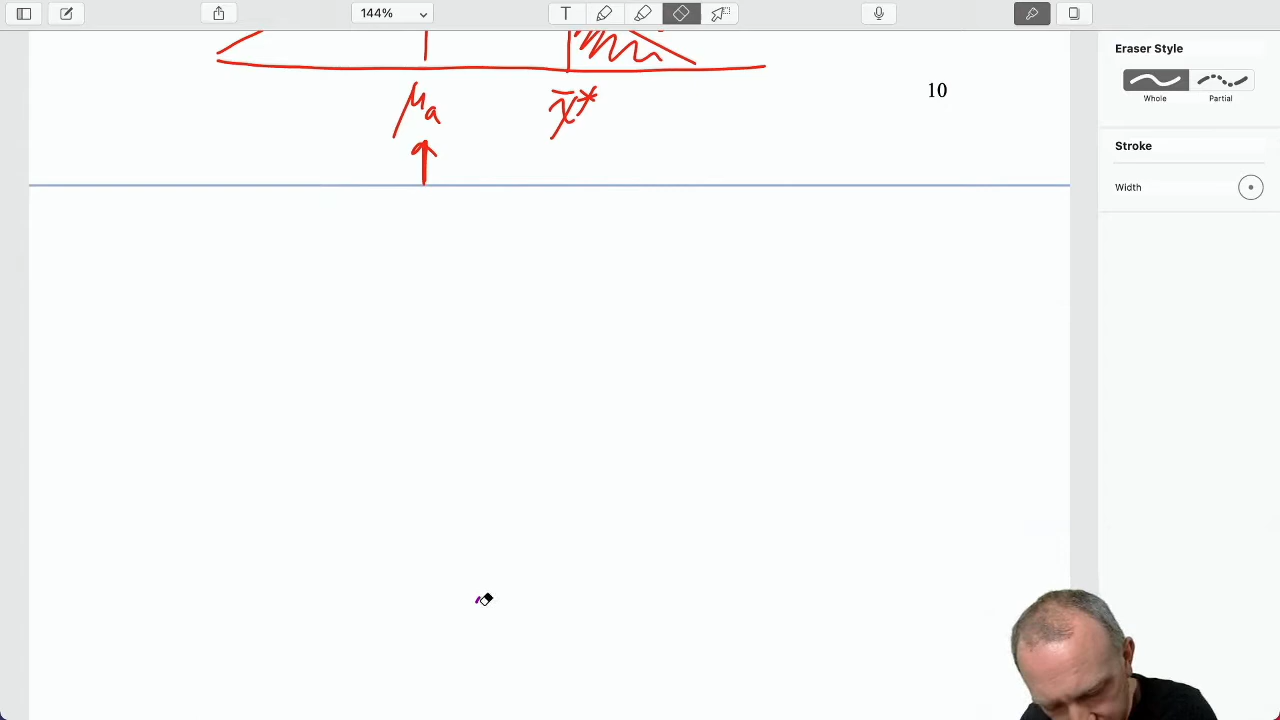 144%
T
Eraser Style
Whole Partial
Stroke
Width
10
μa x̄*